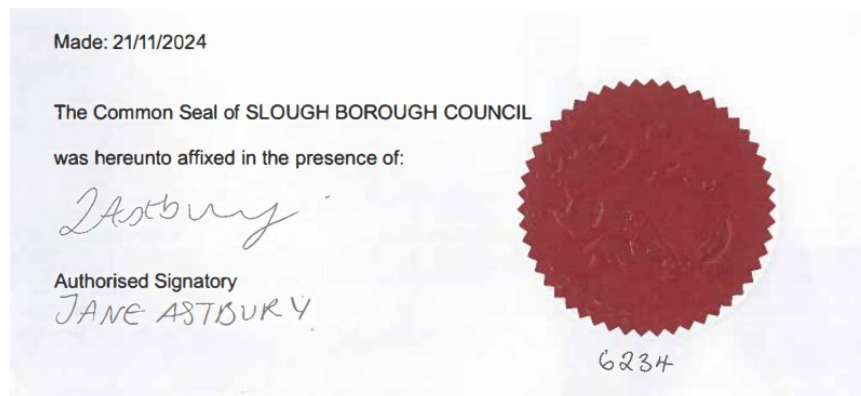 Made: 21/11/2024
The Common Seal of SLOUGH BOROUGH COUNCIL
was hereunto affixed in the presence of:
JAstbury
Authorised Signatory
JANE ASTBURY
6234